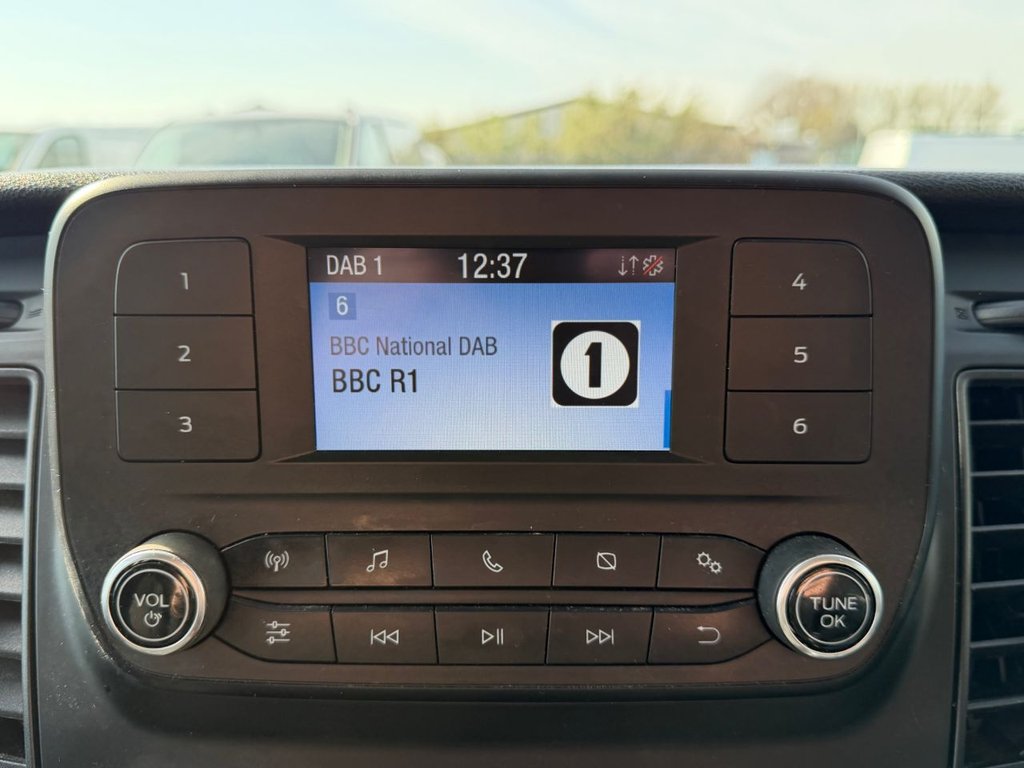 DAB 1 12:37
6
BBC National DAB
BBC R1
1
1
2
3
4
5
6
VOL
TUNE
OK